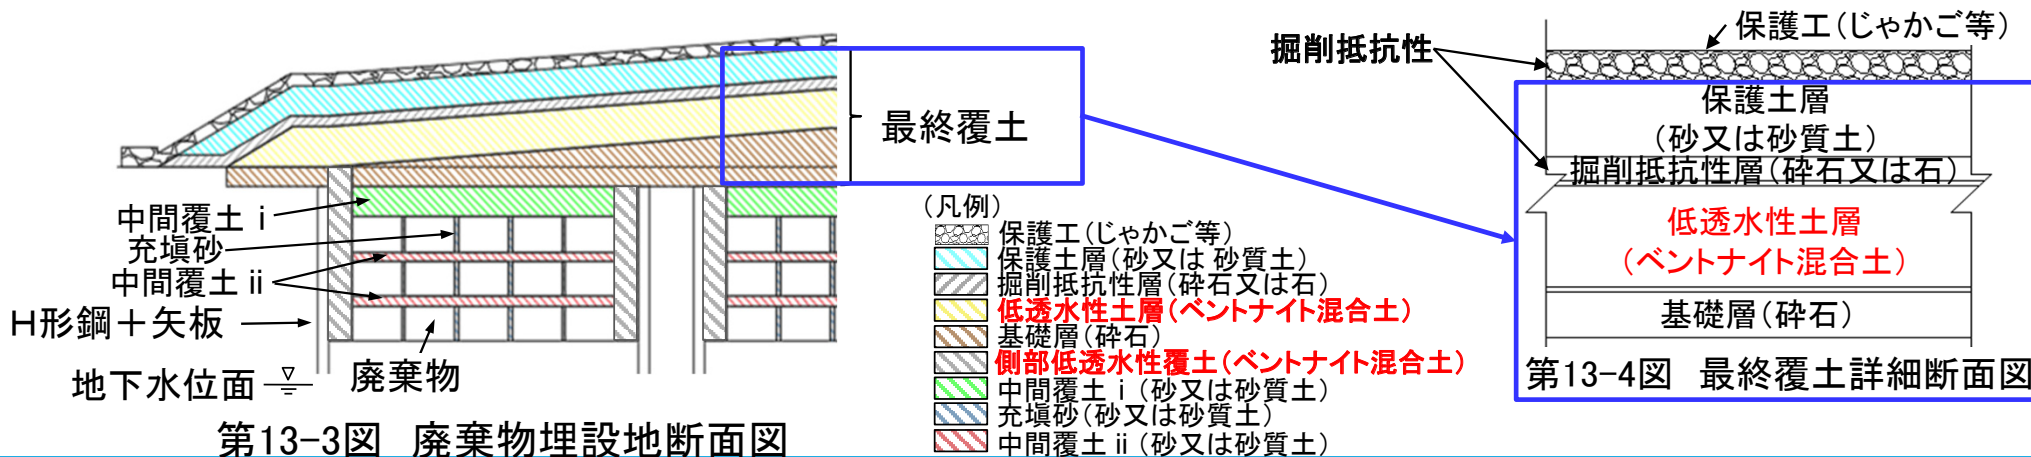 中間覆土 i
充塡砂
中間覆土 ii
H形鋼＋矢板
地下水位面
廃棄物
第13-3図 廃棄物埋設地断面図
最終覆土
（凡例）
保護工（じゃかご等）
保護土層（砂又は 砂質土）
掘削抵抗性層（砕石又は石）
低透水性土層（ベントナイト混合土）
基礎層（砕石）
側部低透水性覆土（ベントナイト混合土）
中間覆土 i （砂又は砂質土）
充塡砂（砂又は砂質土）
中間覆土 ii （砂又は砂質土）
掘削抵抗性
保護工（じゃかご等）
保護土層
（砂又は砂質土）
掘削抵抗性層（砕石又は石）
低透水性土層
（ベントナイト混合土）
基礎層（砕石）
第13-4図 最終覆土詳細断面図